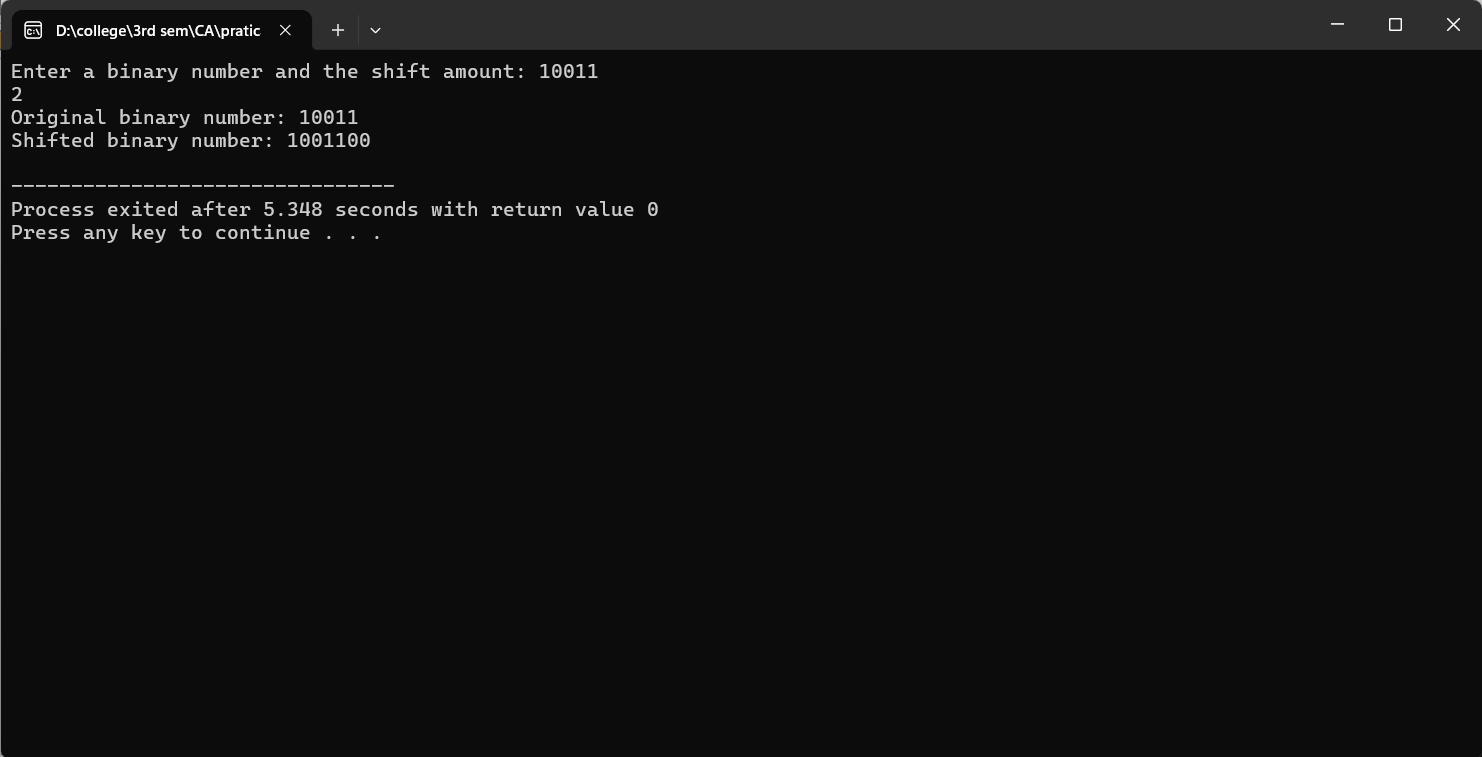 D:\college\3rd sem\CA\pratic
Enter a binary number and the shift amount: 10011
2
Original binary number: 10011
Shifted binary number: 1001100
--------------------------------
Process exited after 5.348 seconds with return value 0
Press any key to continue . . .